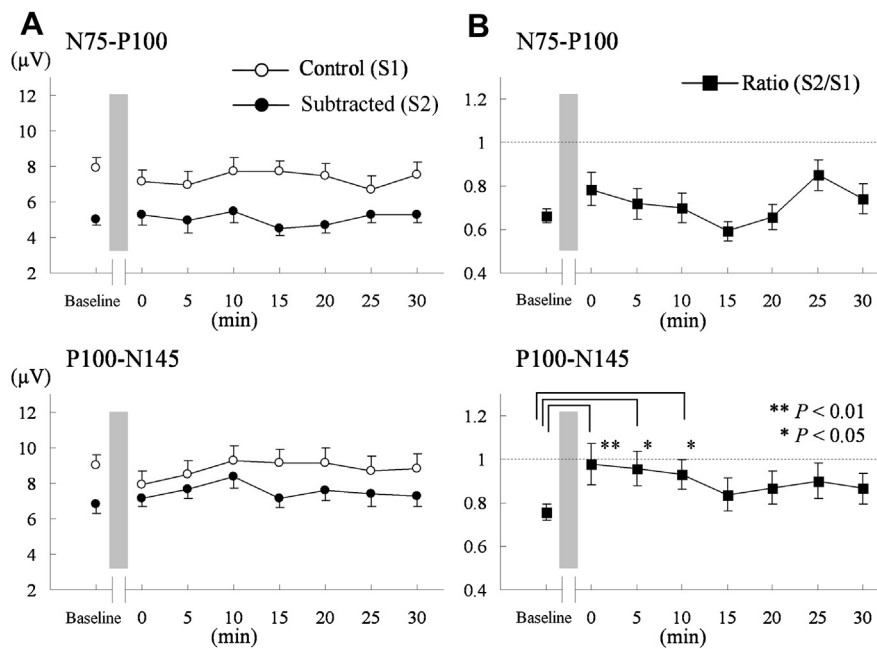 A
N75-P100
(μV)
Control (S1)
Subtracted (S2)
12
10
8
6
4
2
Baseline 0 5 10 15 20 25 30
(min)
B
N75-P100
Ratio (S2/S1)
1.2
1
0.8
0.6
0.4
Baseline 0 5 10 15 20 25 30
(min)
P100-N145
(μV)
12
10
8
6
4
2
Baseline 0 5 10 15 20 25 30
(min)
P100-N145
** P < 0.01
* P < 0.05
** * *
1.2
1
0.8
0.6
0.4
Baseline 0 5 10 15 20 25 30
(min)